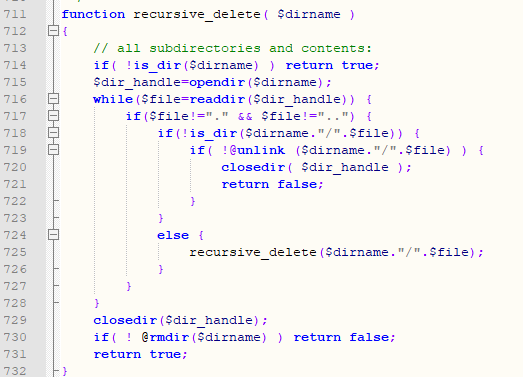 711 function recursive_delete( $dirname )
712 {
713     // all subdirectories and contents:
714     if( !is_dir($dirname) ) return true;
715     $dir_handle=opendir($dirname);
716     while($file=readdir($dir_handle)) {
717         if($file!="." && $file!="..") {
718             if(!is_dir($dirname."/".$file)) {
719                 if( !@unlink ($dirname."/".$file) ) {
720                     closedir( $dir_handle );
721                     return false;
722                 }
723             }
724             else {
725                 recursive_delete($dirname."/".$file);
726             }
727         }
728     }
729     closedir($dir_handle);
730     if( ! @rmdir($dirname) ) return false;
731     return true;
732 }